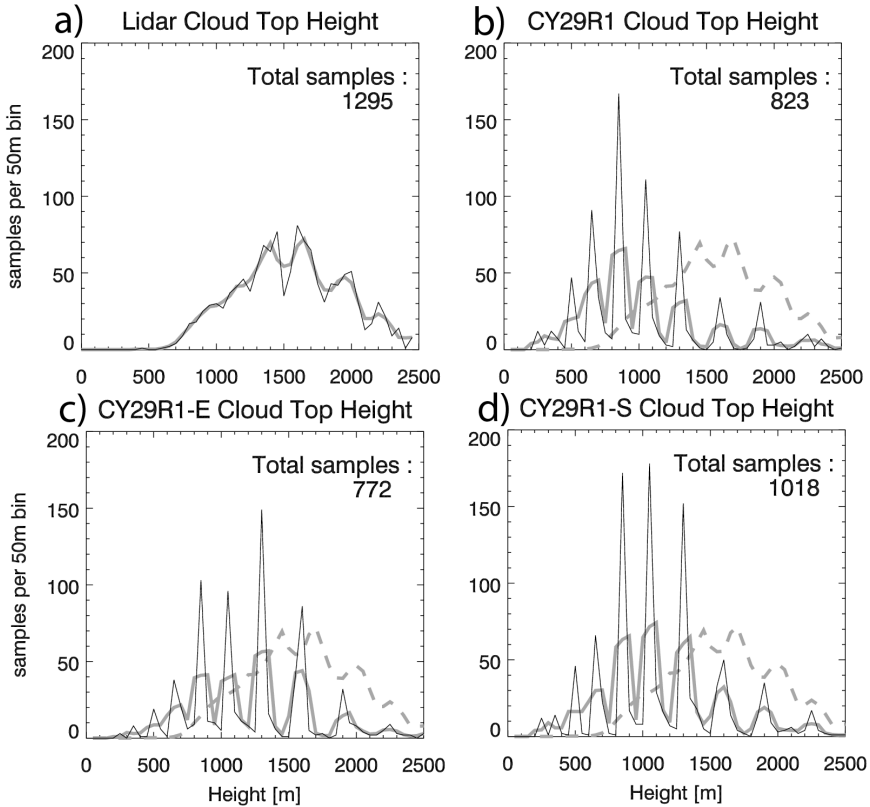 a) Lidar Cloud Top Height
Total samples :
1295
samples per 50m bin
200
150
100
50
0
0 500 1000 1500 2000 2500
b) CY29R1 Cloud Top Height
Total samples :
823
200
150
100
50
0
0 500 1000 1500 2000 2500
c) CY29R1-E Cloud Top Height
Total samples :
772
samples per 50m bin
200
150
100
50
0
0 500 1000 1500 2000 2500
Height [m]
d) CY29R1-S Cloud Top Height
Total samples :
1018
200
150
100
50
0
0 500 1000 1500 2000 2500
Height [m]